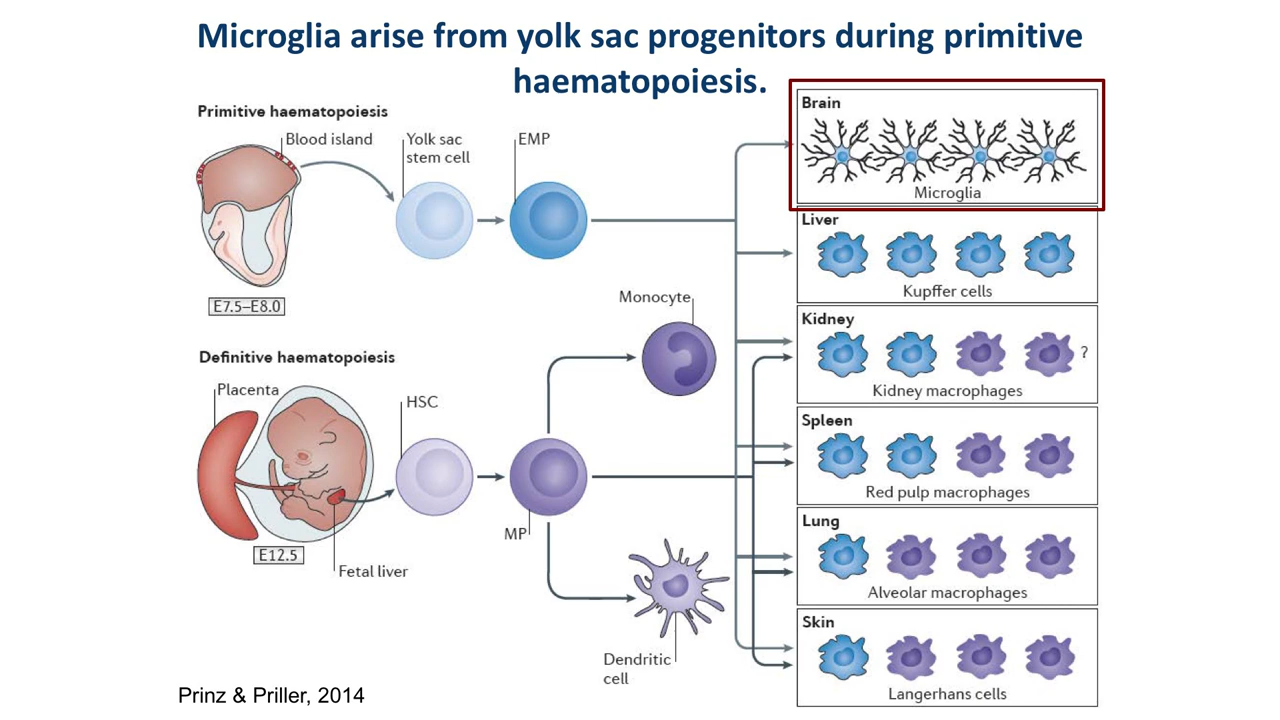 Microglia arise from yolk sac progenitors during primitive
haematopoiesis.
Primitive haematopoiesis
Blood island
Yolk sac
stem cell
EMP
E7.5–E8.0
Brain
Microglia
Liver
Kupffer cells
Monocyte
Kidney
?
Kidney macrophages
Definitive haematopoiesis
Placenta
HSC
MP
E12.5
Fetal liver
Dendritic
cell
Spleen
Red pulp macrophages
Lung
Alveolar macrophages
Skin
Langerhans cells
Prinz & Priller, 2014